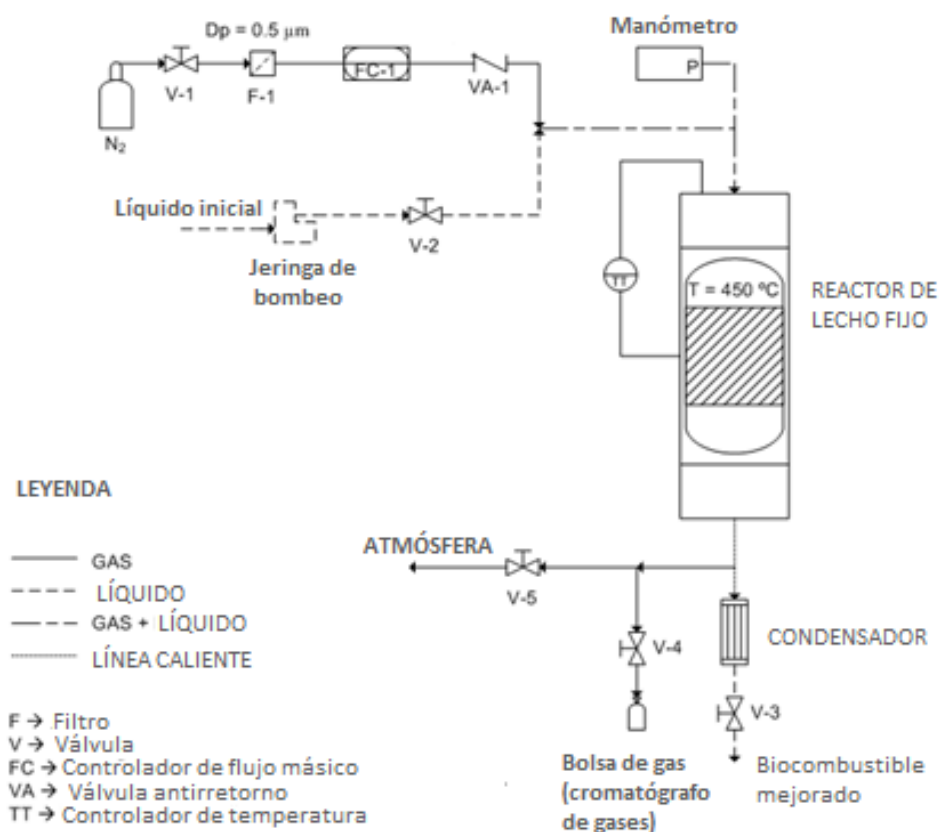 Dp = 0.5 µm
Manómetro
FC-1
P
V-1
F-1
VA-1
N₂
Líquido inicial
V-2
Jeringa de
bombeo
TT
T = 450 ºC
REACTOR DE
LECHO FIJO
LEYENDA
ATMÓSFERA
GAS
LÍQUIDO
GAS + LÍQUIDO
LÍNEA CALIENTE
V-5
V-4
CONDENSADOR
V-3
F → Filtro
V → Válvula
FC → Controlador de flujo másico
VA → Válvula antirretorno
TT → Controlador de temperatura
Bolsa de gas
(cromatógrafo
de gases)
Biocombustible
mejorado